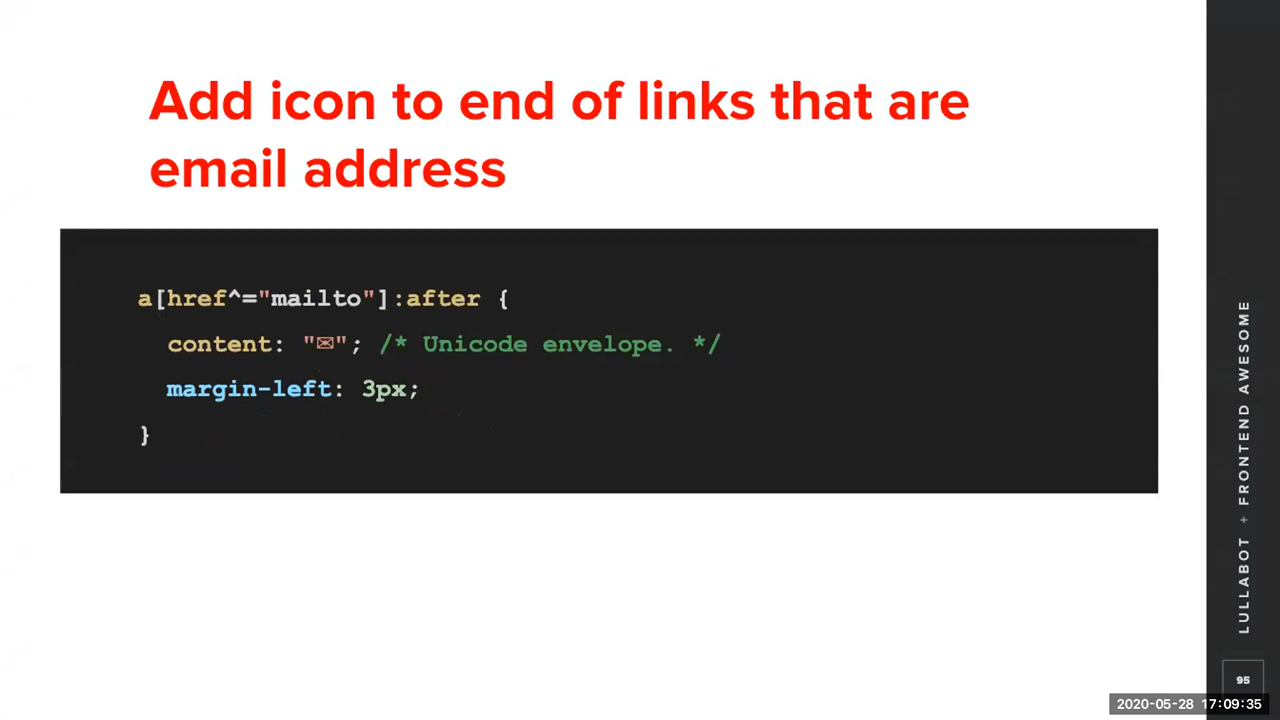 Add icon to end of links that are
email address
a[href^="mailto"]:after {
  content: "✉"; /* Unicode envelope. */
  margin-left: 3px;
}
LULLABOT + FRONTEND AWESOME
95
2020-05-28 17:09:35